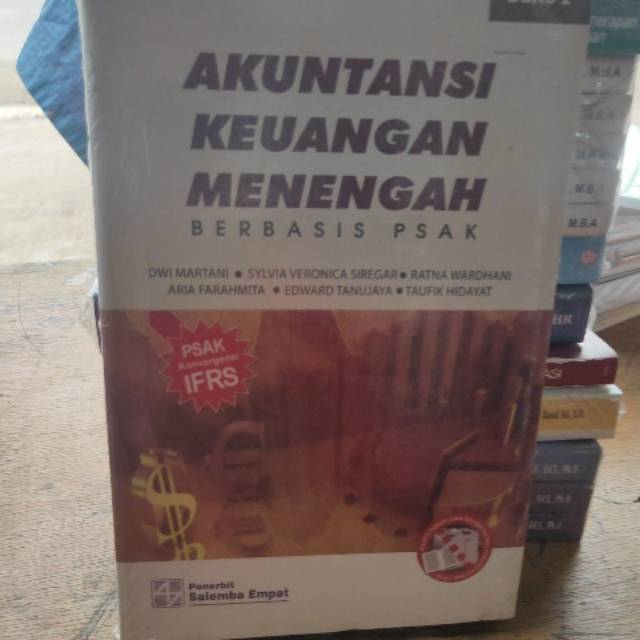 AKUNTANSI
KEUANGAN
MENENGAH
BERBASIS PSAK
DWI MARTANI • SYLVIA VERONICA SIREGAR • RATNA WARDHANI
ARIA FARAHMITA • EDWARD TANUJAYA • TAUFIK HIDAYAT
PSAK
Konvergensi
IFRS
Penerbit
Salemba Empat
M.B.A
M.B.A